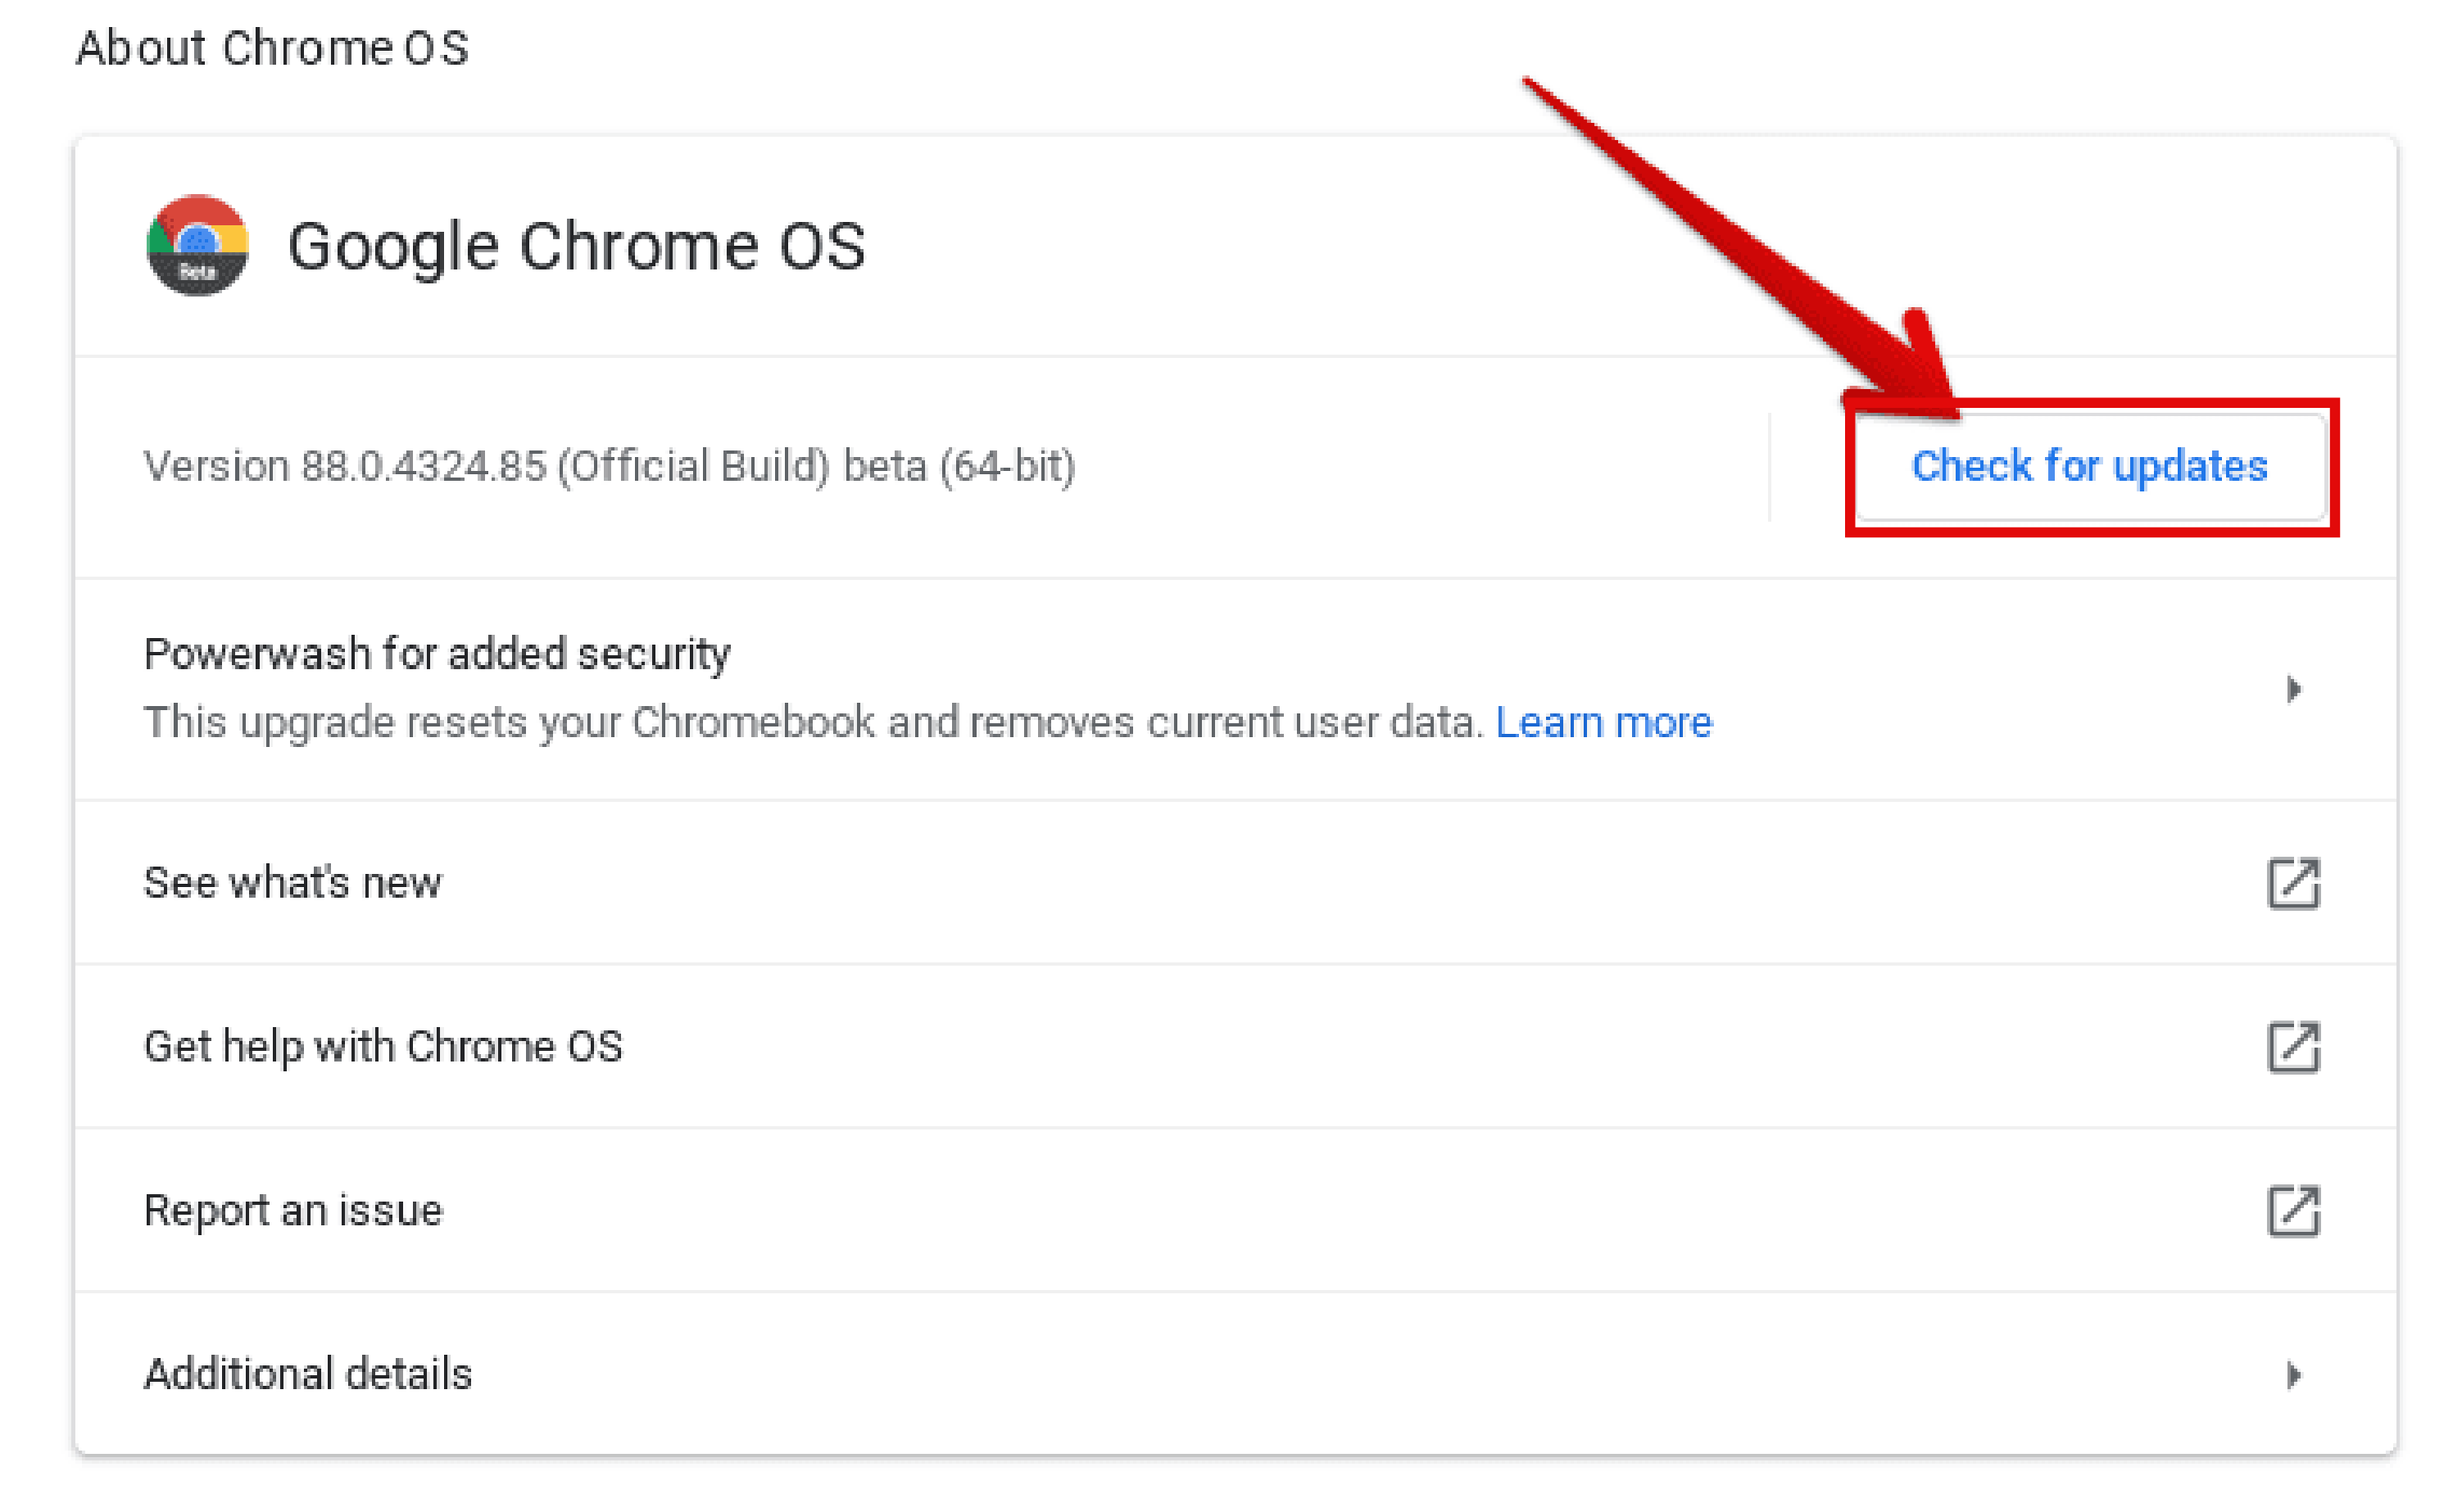 About Chrome OS
Beta
Google Chrome OS
Version 88.0.4324.85 (Official Build) beta (64-bit)
Check for updates
Powerwash for added security
This upgrade resets your Chromebook and removes current user data. Learn more
See what's new
Get help with Chrome OS
Report an issue
Additional details